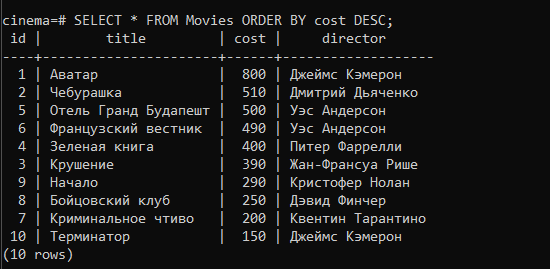 cinema=# SELECT * FROM Movies ORDER BY cost DESC;
 id |        title         | cost |     director
----+----------------------+------+------------------
  1 | Аватар               |  800 | Джеймс Кэмерон
  2 | Чебурашка            |  510 | Дмитрий Дьяченко
  5 | Отель Гранд Будапешт |  500 | Уэс Андерсон
  6 | Французский вестник  |  490 | Уэс Андерсон
  4 | Зеленая книга        |  400 | Питер Фаррелли
  3 | Крушение             |  390 | Жан-Франсуа Рише
  9 | Начало               |  290 | Кристофер Нолан
  8 | Бойцовский клуб      |  250 | Дэвид Финчер
  7 | Криминальное чтиво   |  200 | Квентин Тарантино
 10 | Терминатор           |  150 | Джеймс Кэмерон
(10 rows)